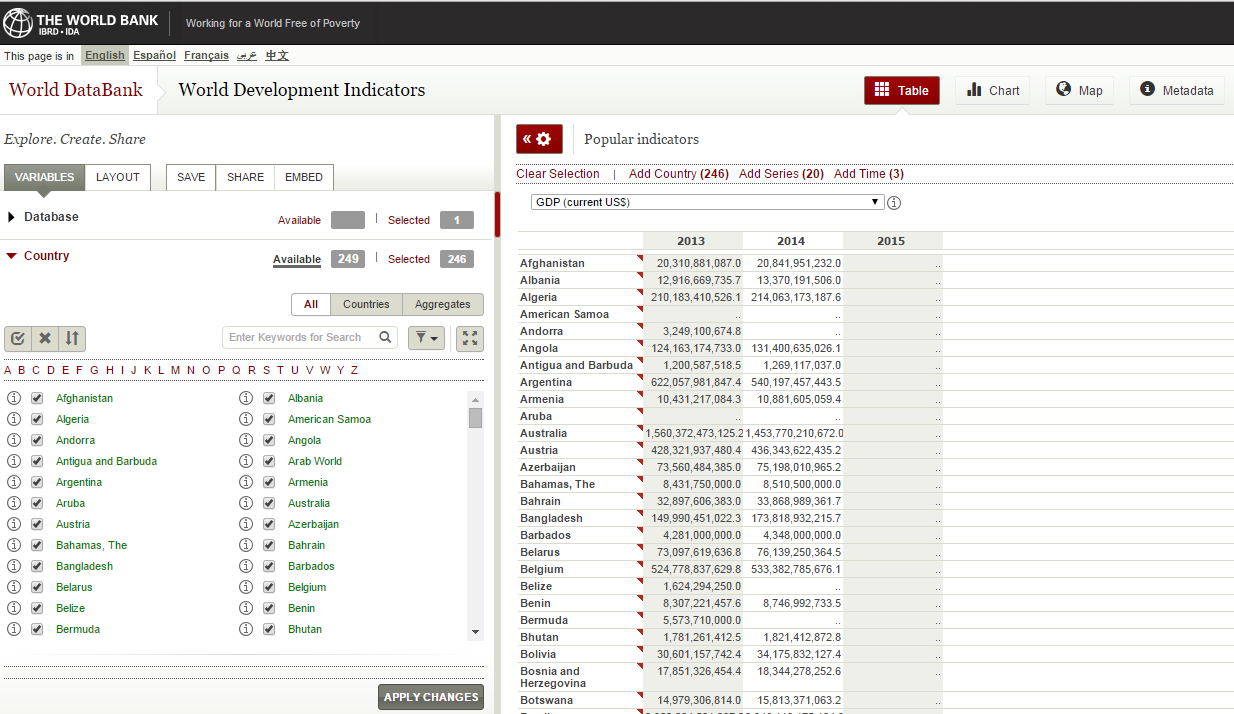 THE WORLD BANK
IBRD • IDA
Working for a World Free of Poverty
This page is in English Español Français عربي 中文
World DataBank
World Development Indicators
Table
Chart
Map
Metadata
Explore. Create. Share
VARIABLES LAYOUT SAVE SHARE EMBED
Database Available | Selected 1
Country Available 249 | Selected 246
All Countries Aggregates
Enter Keywords for Search
A B C D E F G H I J K L M N O P Q R S T U V W Y Z
Afghanistan Albania
Algeria American Samoa
Andorra Angola
Antigua and Barbuda Arab World
Argentina Armenia
Aruba Australia
Austria Azerbaijan
Bahamas, The Bahrain
Bangladesh Barbados
Belarus Belgium
Belize Benin
Bermuda Bhutan
APPLY CHANGES
« Popular indicators
Clear Selection | Add Country (246) Add Series (20) Add Time (3)
GDP (current US$)
2013 2014 2015
Afghanistan 20,310,881,087.0 20,841,951,232.0 ..
Albania 12,916,669,735.7 13,370,191,506.0 ..
Algeria 210,183,410,526.1 214,063,173,187.6 ..
American Samoa .. .. ..
Andorra 3,249,100,674.8 .. ..
Angola 124,163,174,733.0 131,400,635,026.1 ..
Antigua and Barbuda 1,200,587,518.5 1,269,117,037.0 ..
Argentina 622,057,981,847.4 540,197,457,443.5 ..
Armenia 10,431,217,084.3 10,881,605,059.4 ..
Aruba .. .. ..
Australia 1,560,372,473,125.2 1,453,770,210,672.0 ..
Austria 428,321,937,480.4 436,343,622,435.2 ..
Azerbaijan 73,560,484,385.0 75,198,010,965.2 ..
Bahamas, The 8,431,750,000.0 8,510,500,000.0 ..
Bahrain 32,897,606,383.0 33,868,989,361.7 ..
Bangladesh 149,990,451,022.3 173,818,932,215.7 ..
Barbados 4,281,000,000.0 4,348,000,000.0 ..
Belarus 73,097,619,636.8 76,139,250,364.5 ..
Belgium 524,778,837,629.8 533,382,785,676.1 ..
Belize 1,624,294,250.0 .. ..
Benin 8,307,221,457.6 8,746,992,733.5 ..
Bermuda 5,573,710,000.0 .. ..
Bhutan 1,781,261,412.5 1,821,412,872.8 ..
Bolivia 30,601,157,742.4 34,175,832,127.4 ..
Bosnia and 17,851,326,454.4 18,344,278,252.6 ..
Herzegovina
Botswana 14,979,306,814.0 15,813,371,063.2 ..